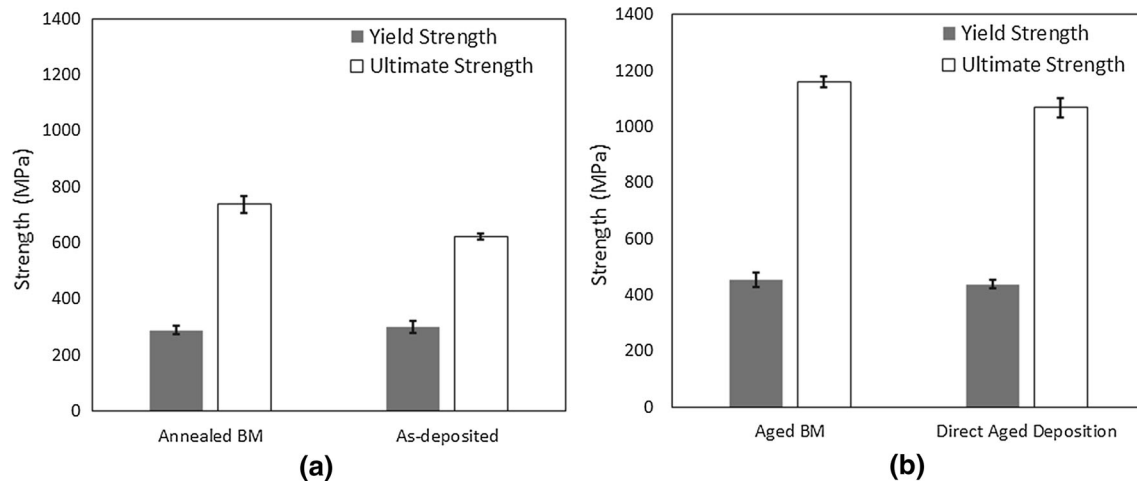 1400
1200
1000
800
600
400
200
0
Strength (MPa)
Yield Strength
Ultimate Strength
Annealed BM
As-deposited
(a)
1400
1200
1000
800
600
400
200
0
Strength (MPa)
Yield Strength
Ultimate Strength
Aged BM
Direct Aged Deposition
(b)